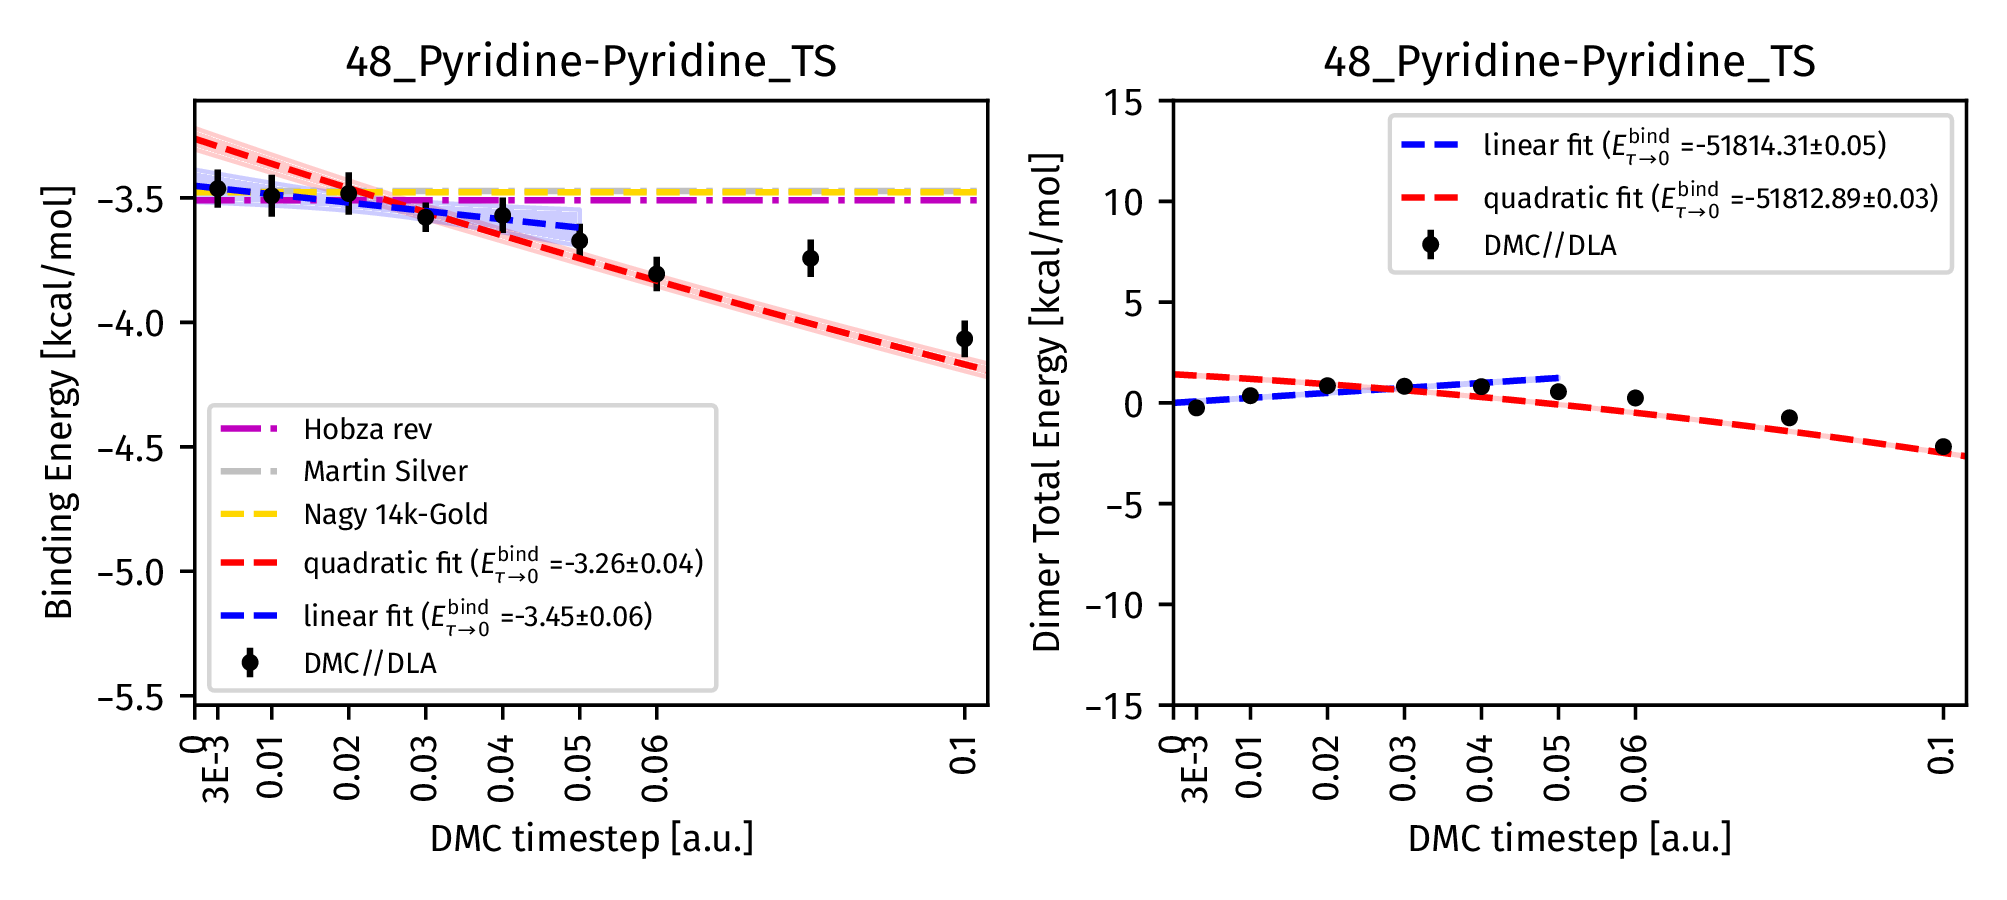 48_Pyridine-Pyridine_TS
Binding Energy [kcal/mol]
−3.5
−4.0
−4.5
−5.0
−5.5
Hobza rev
Martin Silver
Nagy 14k-Gold
quadratic fit (E^bind_τ→0 =-3.26±0.04)
linear fit (E^bind_τ→0 =-3.45±0.06)
DMC//DLA
0
3E-3
0.01
0.02
0.03
0.04
0.05
0.06
0.1
DMC timestep [a.u.]
48_Pyridine-Pyridine_TS
Dimer Total Energy [kcal/mol]
15
10
5
0
−5
−10
−15
linear fit (E^bind_τ→0 =-51814.31±0.05)
quadratic fit (E^bind_τ→0 =-51812.89±0.03)
DMC//DLA
0
3E-3
0.01
0.02
0.03
0.04
0.05
0.06
0.1
DMC timestep [a.u.]